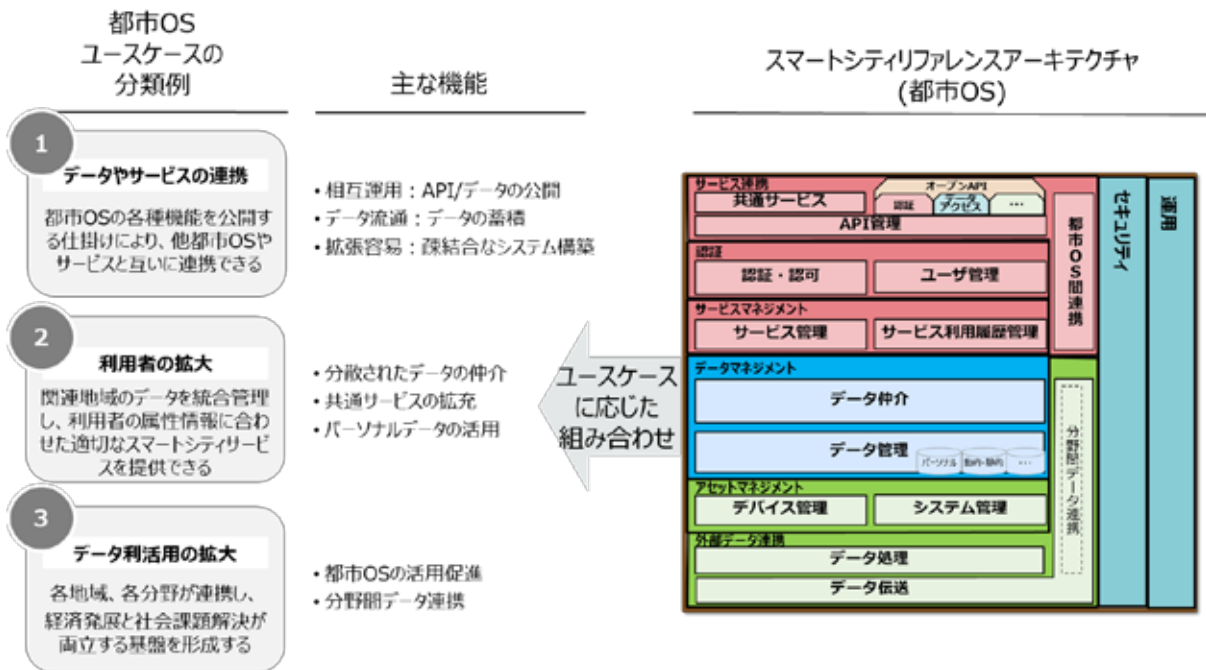 都市OS
ユースケースの
分類例
主な機能
スマートシティリファレンスアーキテクチャ
(都市OS)
1
データやサービスの連携
都市OSの各種機能を公開す
る仕掛けにより、他都市OSや
サービスと互いに連携できる
• 相互運用：API/データの公開
• データ流通：データの蓄積
• 拡張容易：疎結合なシステム構築
2
利用者の拡大
関連地域のデータを統合管理
し、利用者の属性情報に合わ
せた適切なスマートシティサービ
スを提供できる
• 分散されたデータの仲介
• 共通サービスの拡充
• パーソナルデータの活用
3
データ利活用の拡大
各地域、各分野が連携し、
経済発展と社会課題解決が
両立する基盤を形成する
• 都市OSの活用促進
• 分野間データ連携
ユースケース
に応じた
組み合わせ
サービス連携
共通サービス
オープンAPI
認証
データ
アクセス
…
API管理
認証
認証・認可
ユーザ管理
サービスマネジメント
サービス管理
サービス利用履歴管理
都市OS間連携
データマネジメント
データ仲介
データ管理
パーソナル
動的・静的
…
アセットマネジメント
デバイス管理
システム管理
外部データ連携
データ処理
データ伝送
分野間データ連携
セキュリティ
運用